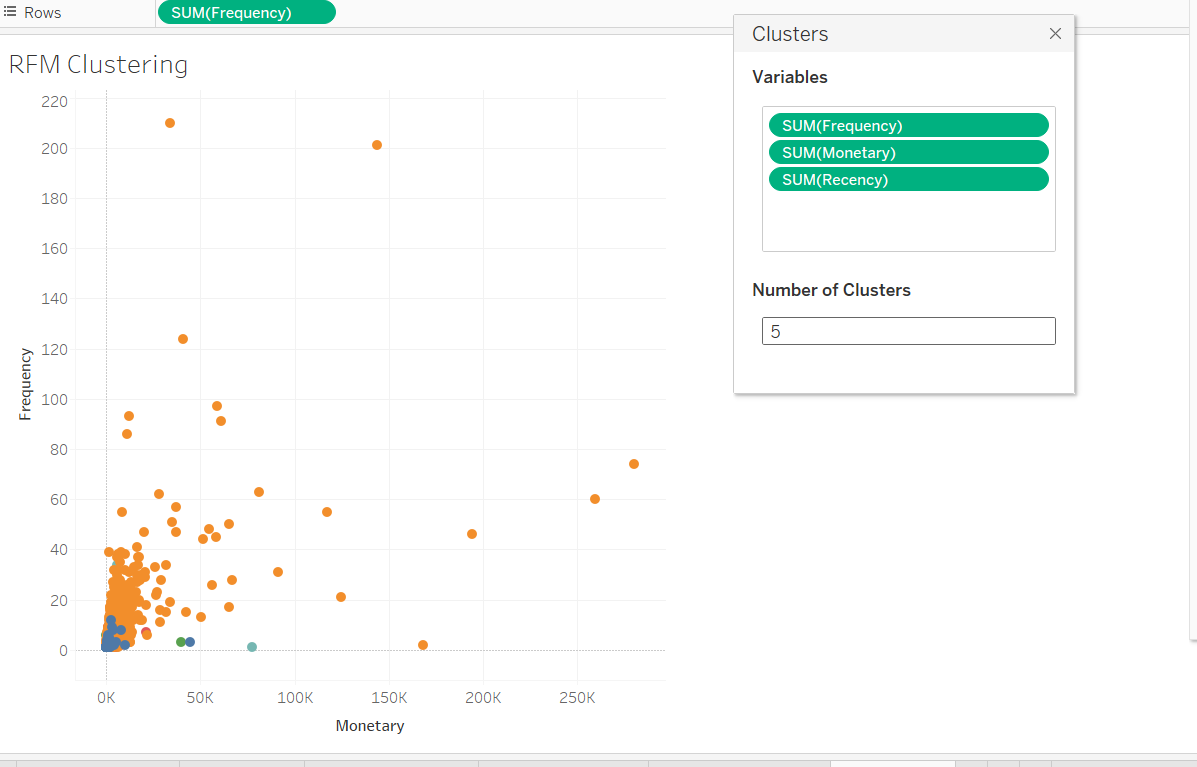 Rows
SUM(Frequency)
RFM Clustering
220
200
180
160
140
120
100
80
60
40
20
0
Frequency
0K 50K 100K 150K 200K 250K
Monetary
Clusters
Variables
SUM(Frequency)
SUM(Monetary)
SUM(Recency)
Number of Clusters
5